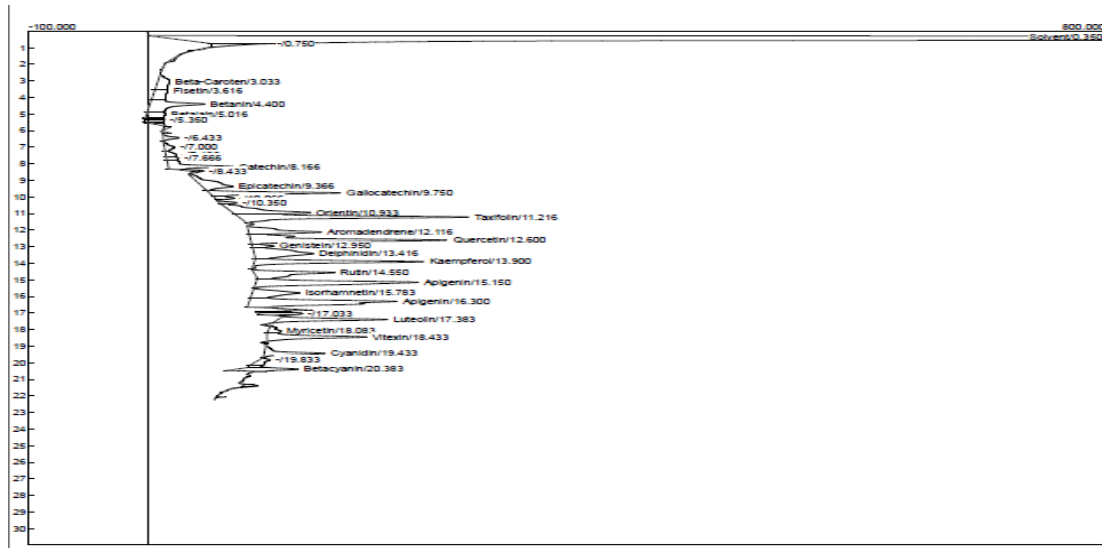 -100.000 800.000
Solvent/0.350
-/0.750
1
2
Beta-Caroten/3.033
3
Fisetin/3.616
4
Betanin/4.400
5
-/5.350
6
-/6.433
7
-/7.000
-/7.666
8
Catechin/8.166
-/8.433
9
Epicatechin/9.366
Gallocatechin/9.750
10
-/10.350
11
Orientin/10.933
Taxifolin/11.216
12
Aromadendrene/12.116
Quercetin/12.600
13
Genistein/12.950
Delphinidin/13.416
14
Kaempferol/13.900
Rutin/14.550
15
Apigenin/15.150
16
Isorhamnetin/15.783
Apigenin/16.300
17
-/17.033
Luteolin/17.383
18
Myricetin/18.083
Vitexin/18.433
19
Cyanidin/19.433
20
-/19.833
Betacyanin/20.383
21
22
23
24
25
26
27
28
29
30